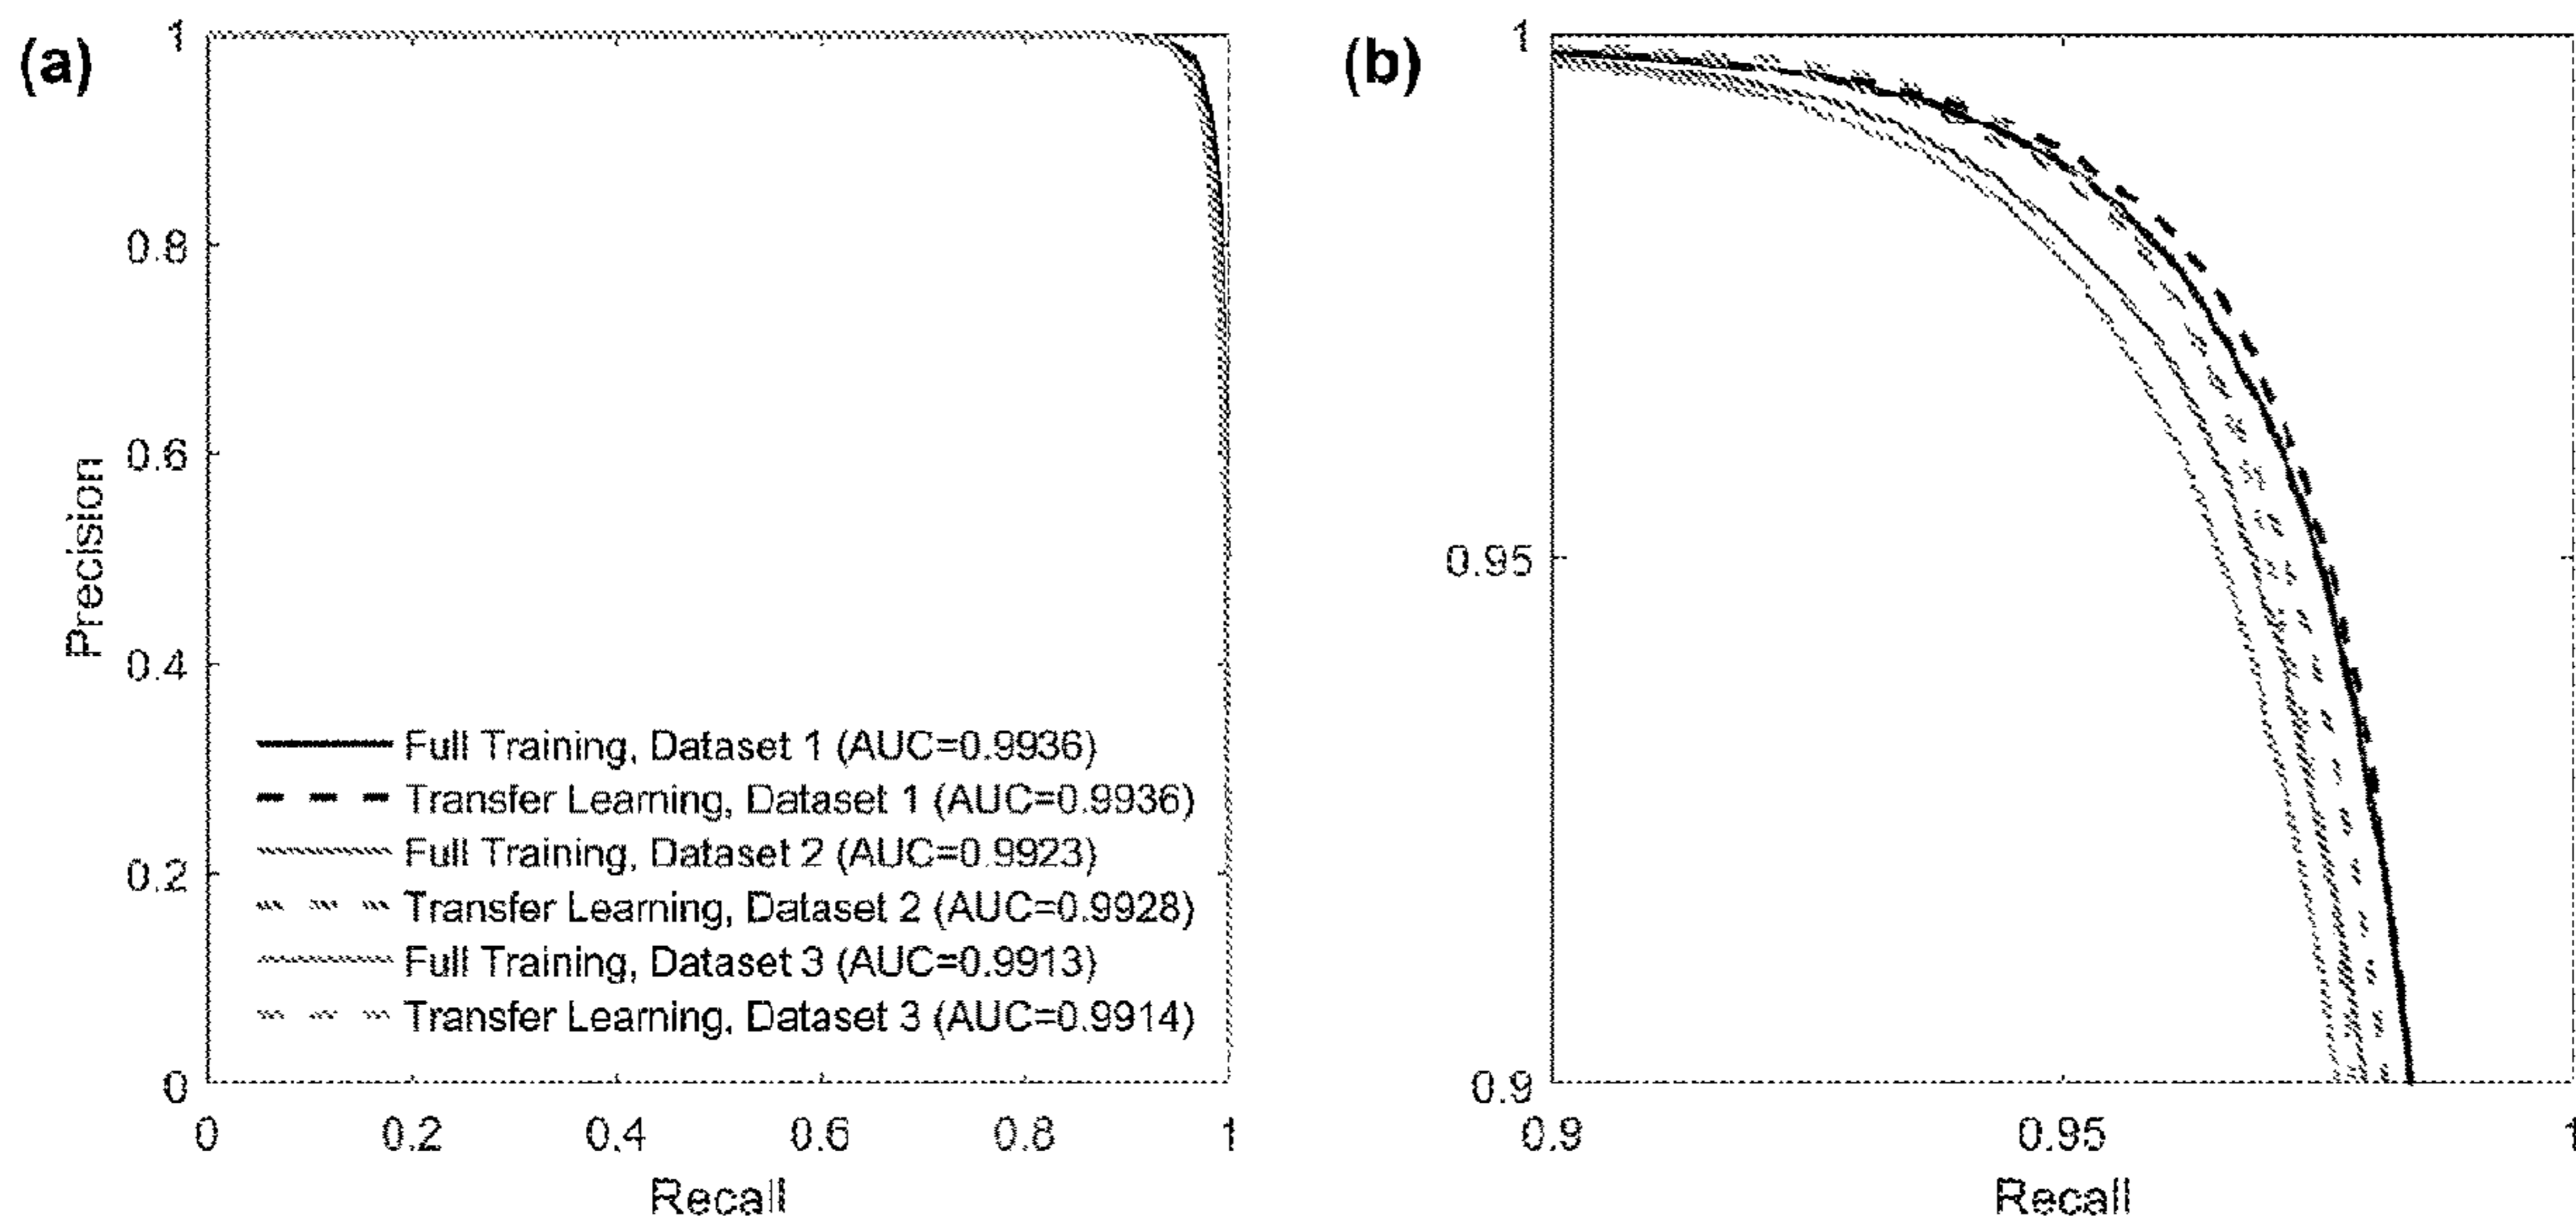 (a)
1
0.8
0.6
0.4
0.2
0
Precision
Full Training, Dataset 1 (AUC=0.9936)
Transfer Learning, Dataset 1 (AUC=0.9936)
Full Training, Dataset 2 (AUC=0.9923)
Transfer Learning, Dataset 2 (AUC=0.9928)
Full Training, Dataset 3 (AUC=0.9913)
Transfer Learning, Dataset 3 (AUC=0.9914)
0 0.2 0.4 0.6 0.8 1
Recall
(b)
1
0.95
0.9
0.9 0.95 1
Recall